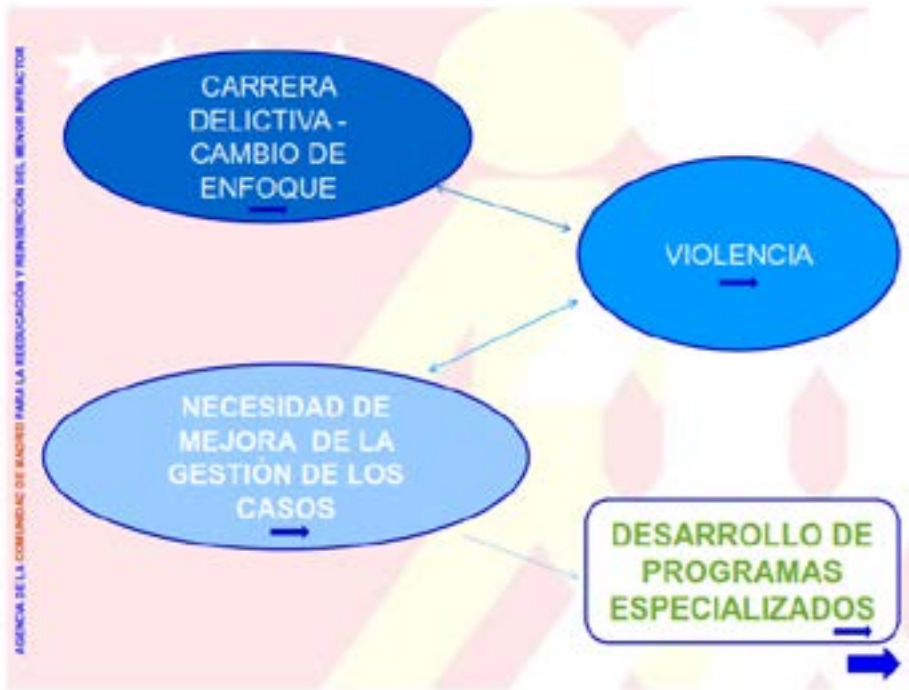 AGENCIA DE LA COMUNIDAD DE MADRID PARA LA REEDUCACIÓN Y REINSERCIÓN DEL MENOR INFRACTOR
CARRERA
DELICTIVA -
CAMBIO DE
ENFOQUE
VIOLENCIA
NECESIDAD DE
MEJORA DE LA
GESTIÓN DE LOS
CASOS
DESARROLLO DE
PROGRAMAS
ESPECIALIZADOS